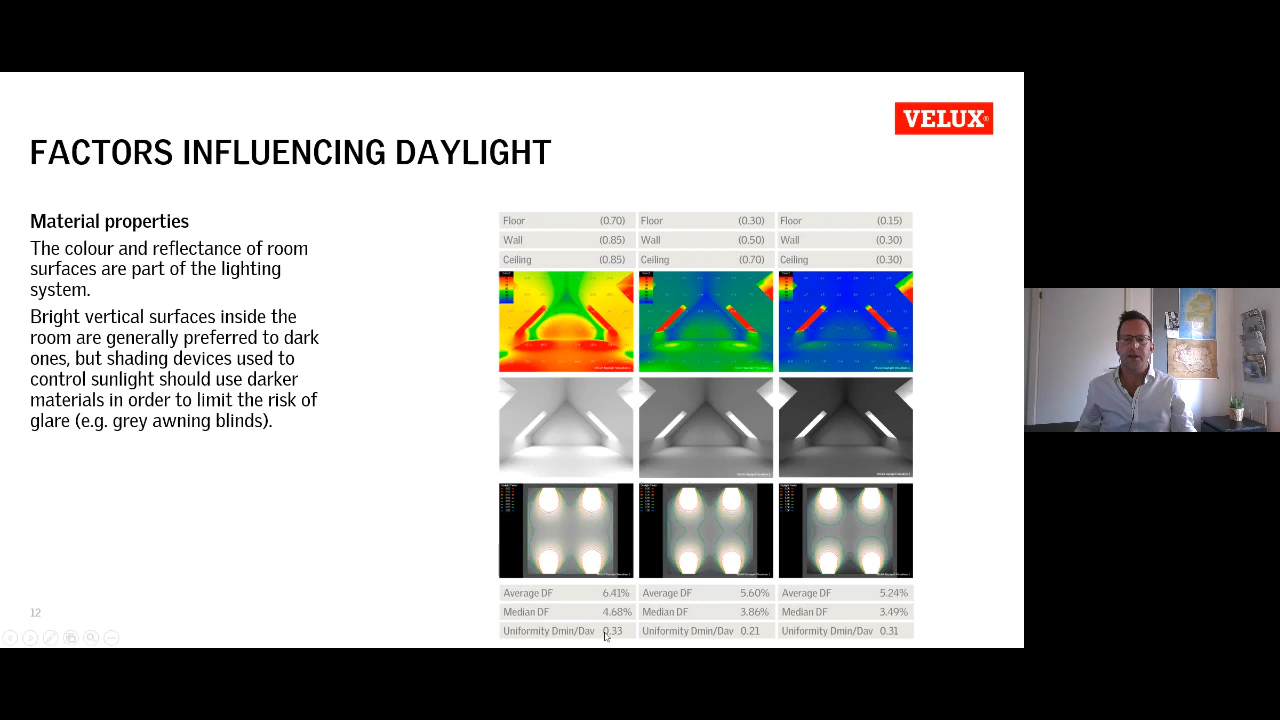 VELUX®
FACTORS INFLUENCING DAYLIGHT
Material properties
The colour and reflectance of room
surfaces are part of the lighting
system.
Bright vertical surfaces inside the
room are generally preferred to dark
ones, but shading devices used to
control sunlight should use darker
materials in order to limit the risk of
glare (e.g. grey awning blinds).
Floor (0.70) Floor (0.30) Floor (0.15)
Wall (0.85) Wall (0.50) Wall (0.30)
Ceiling (0.85) Ceiling (0.70) Ceiling (0.30)
Average DF 6.41% Average DF 5.60% Average DF 5.24%
Median DF 4.68% Median DF 3.86% Median DF 3.49%
Uniformity Dmin/Dav 0.33 Uniformity Dmin/Dav 0.21 Uniformity Dmin/Dav 0.31
12